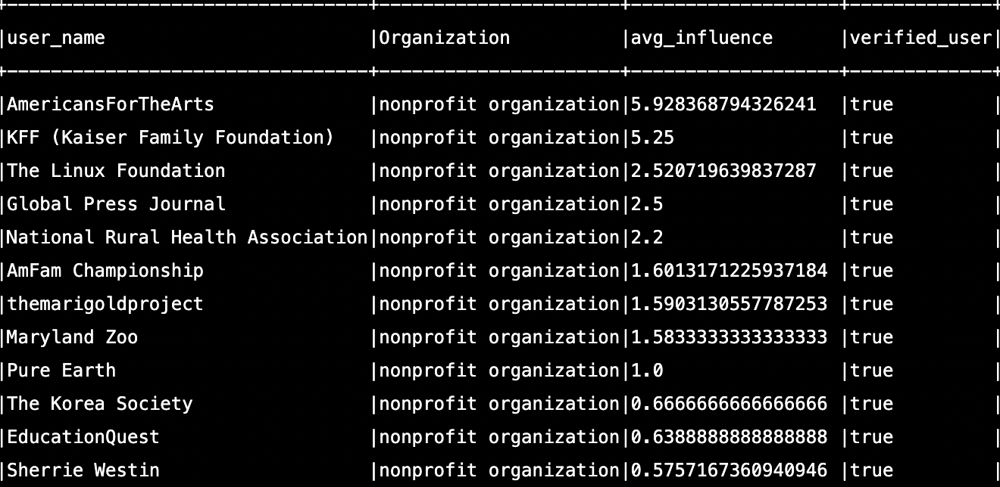 +---------------------------------+----------------------+-------------------+-------------+
|user_name                        |Organization          |avg_influence      |verified_user|
+---------------------------------+----------------------+-------------------+-------------+
|AmericansForTheArts              |nonprofit organization|5.928368794326241  |true         |
|KFF (Kaiser Family Foundation)   |nonprofit organization|5.25               |true         |
|The Linux Foundation             |nonprofit organization|2.520719639837287  |true         |
|Global Press Journal             |nonprofit organization|2.5                |true         |
|National Rural Health Association|nonprofit organization|2.2                |true         |
|AmFam Championship               |nonprofit organization|1.6013171225937184 |true         |
|themarigoldproject               |nonprofit organization|1.5903130557787253 |true         |
|Maryland Zoo                     |nonprofit organization|1.5833333333333333 |true         |
|Pure Earth                       |nonprofit organization|1.0                |true         |
|The Korea Society                |nonprofit organization|0.6666666666666666 |true         |
|EducationQuest                   |nonprofit organization|0.6388888888888888 |true         |
|Sherrie Westin                   |nonprofit organization|0.5757167360940946 |true         |